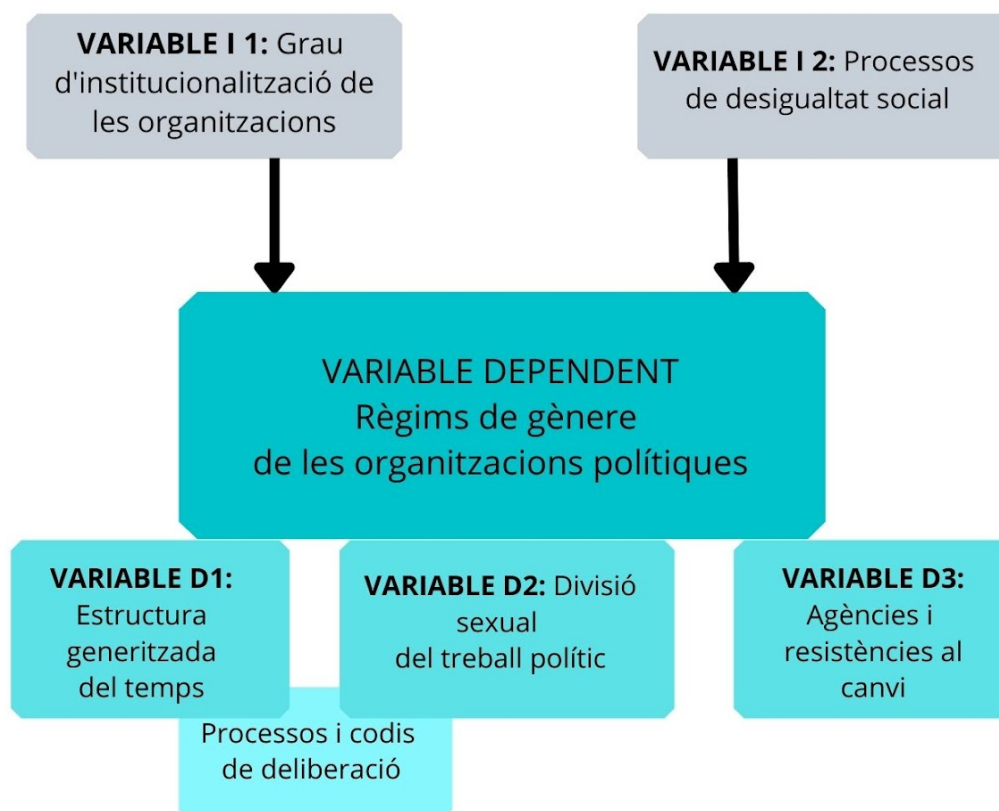 VARIABLE I 1: Grau
d'institucionalització de
les organitzacions
VARIABLE I 2: Processos
de desigualtat social
VARIABLE DEPENDENT
Règims de gènere
de les organitzacions polítiques
VARIABLE D1:
Estructura
generitzada
del temps
VARIABLE D2: Divisió
sexual
del treball polític
VARIABLE D3:
Agències i
resistències al
canvi
Processos i codis
de deliberació